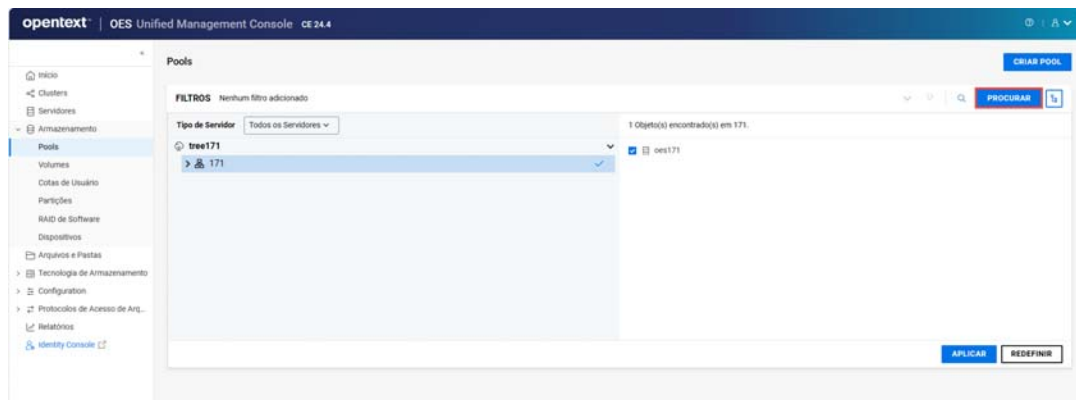 opentext™ | OES Unified Management Console CE 24.4
Início
Clusters
Servidores
Armazenamento
Pools
Volumes
Cotas de Usuário
Partições
RAID de Software
Dispositivos
Arquivos e Pastas
Tecnologia de Armazenamento
Configuration
Protocolos de Acesso de Arq...
Relatórios
Identity Console
Pools
CRIAR POOL
FILTROS Nenhum filtro adicionado
PROCURAR
Tipo de Servidor Todos os Servidores
1 Objeto(s) encontrado(s) em 171.
tree171
171
oes171
APLICAR
REDEFINIR